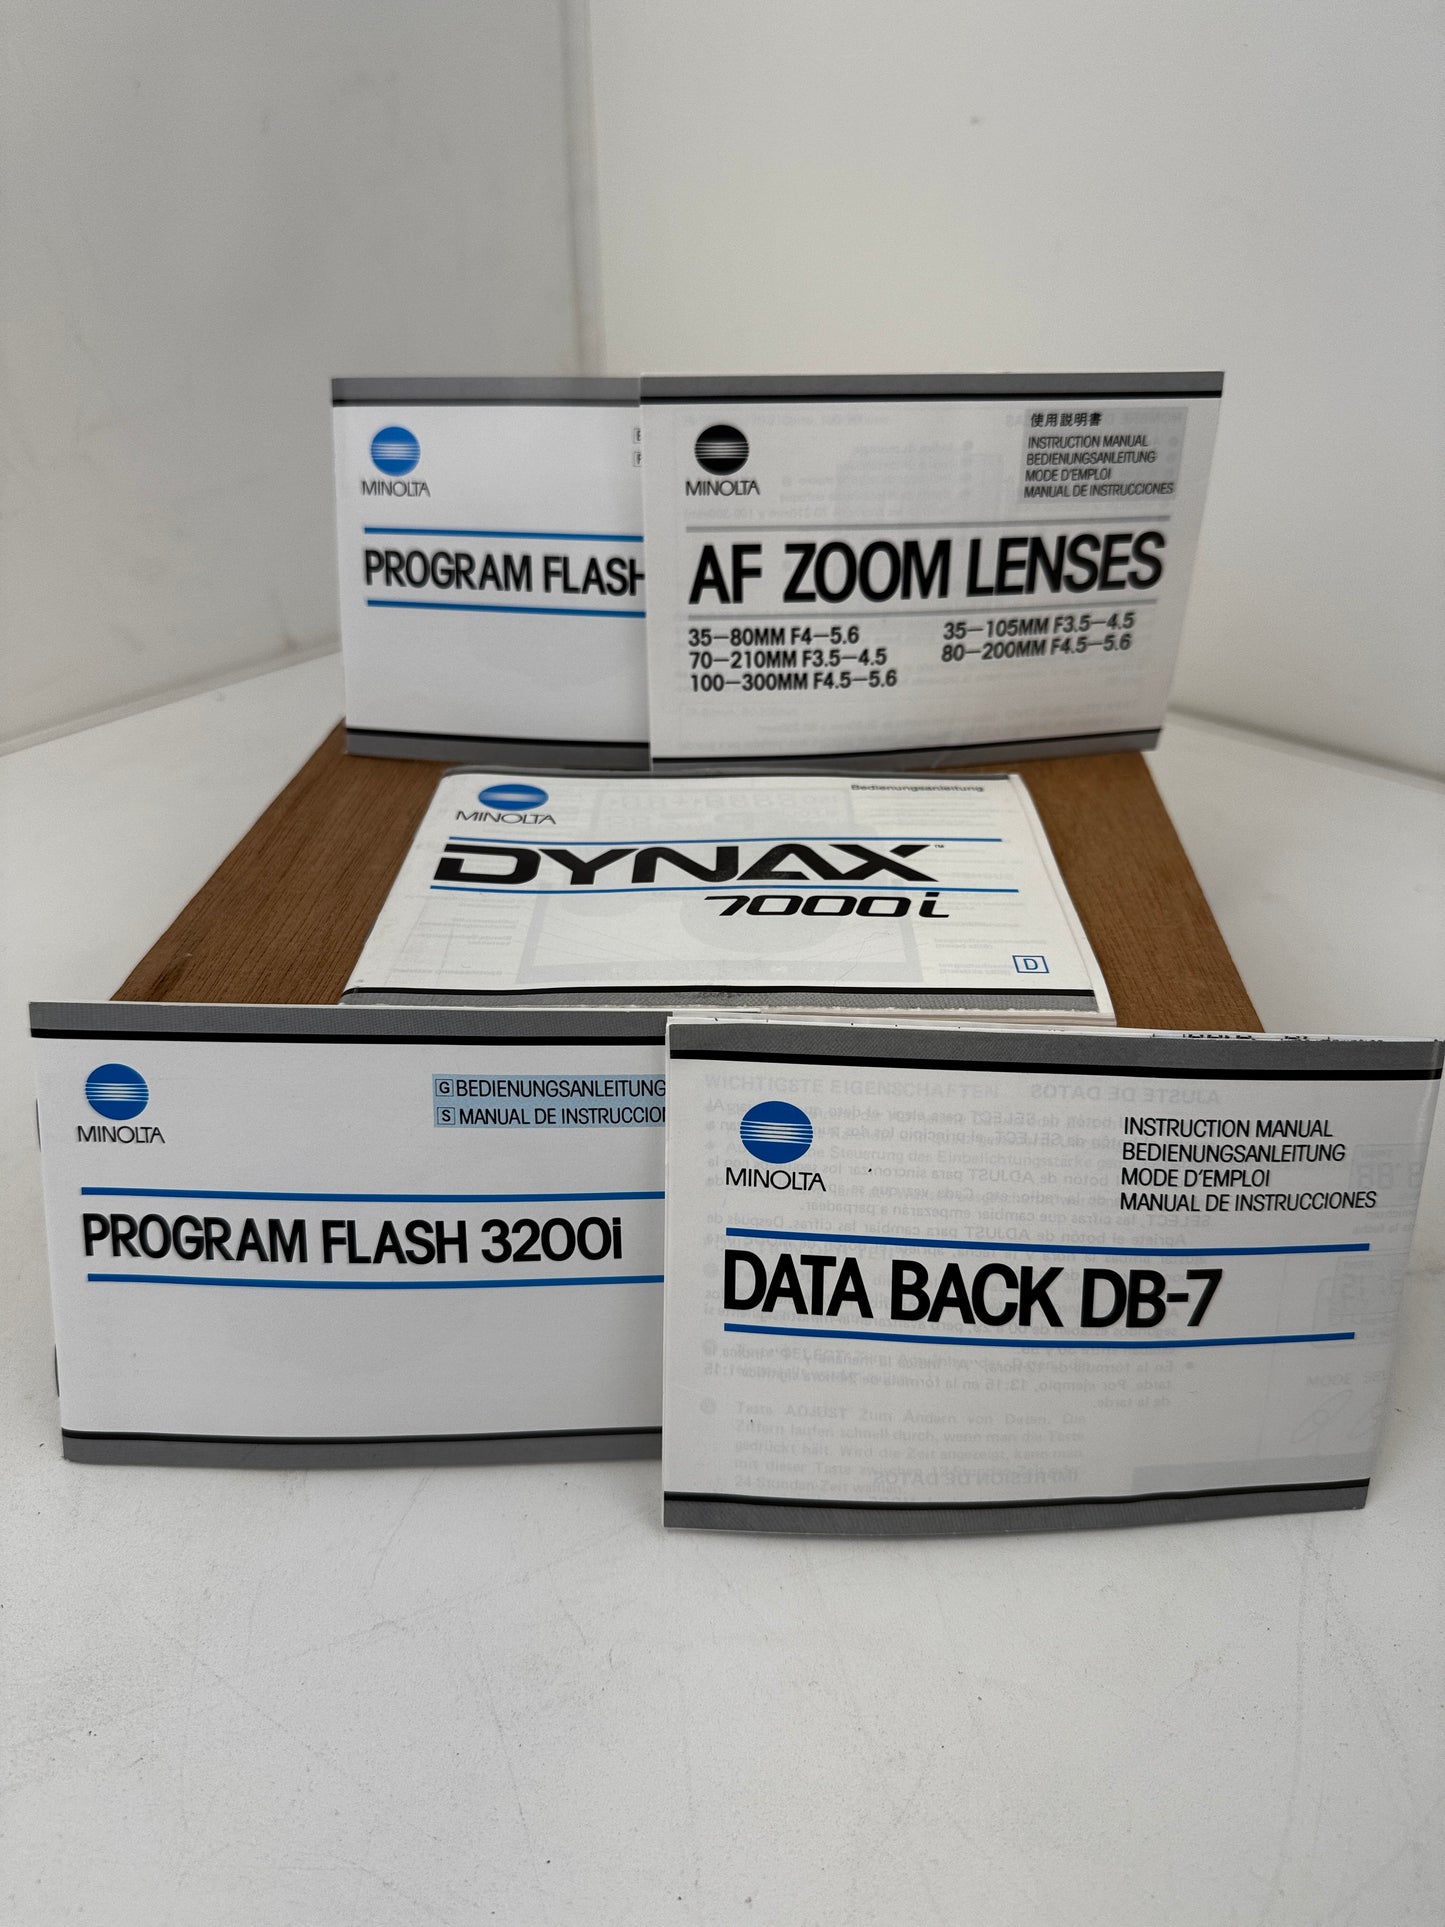 MINOLTA
PROGRAM FLASH
MINOLTA
使用説明書
INSTRUCTION MANUAL
BEDIENUNGSANLEITUNG
MODE D'EMPLOI
MANUAL DE INSTRUCCIONES
AF ZOOM LENSES
35–80MM F4–5.6
70–210MM F3.5–4.5
100–300MM F4.5–5.6
35–105MM F3.5–4.5
80–200MM F4.5–5.6
MINOLTA
Bedienungsanleitung
DYNAX™
7000i
D
MINOLTA
G BEDIENUNGSANLEITUNG
S MANUAL DE INSTRUCCIO
PROGRAM FLASH 3200i
MINOLTA
INSTRUCTION MANUAL
BEDIENUNGSANLEITUNG
MODE D'EMPLOI
MANUAL DE INSTRUCCIONES
DATA BACK DB-7